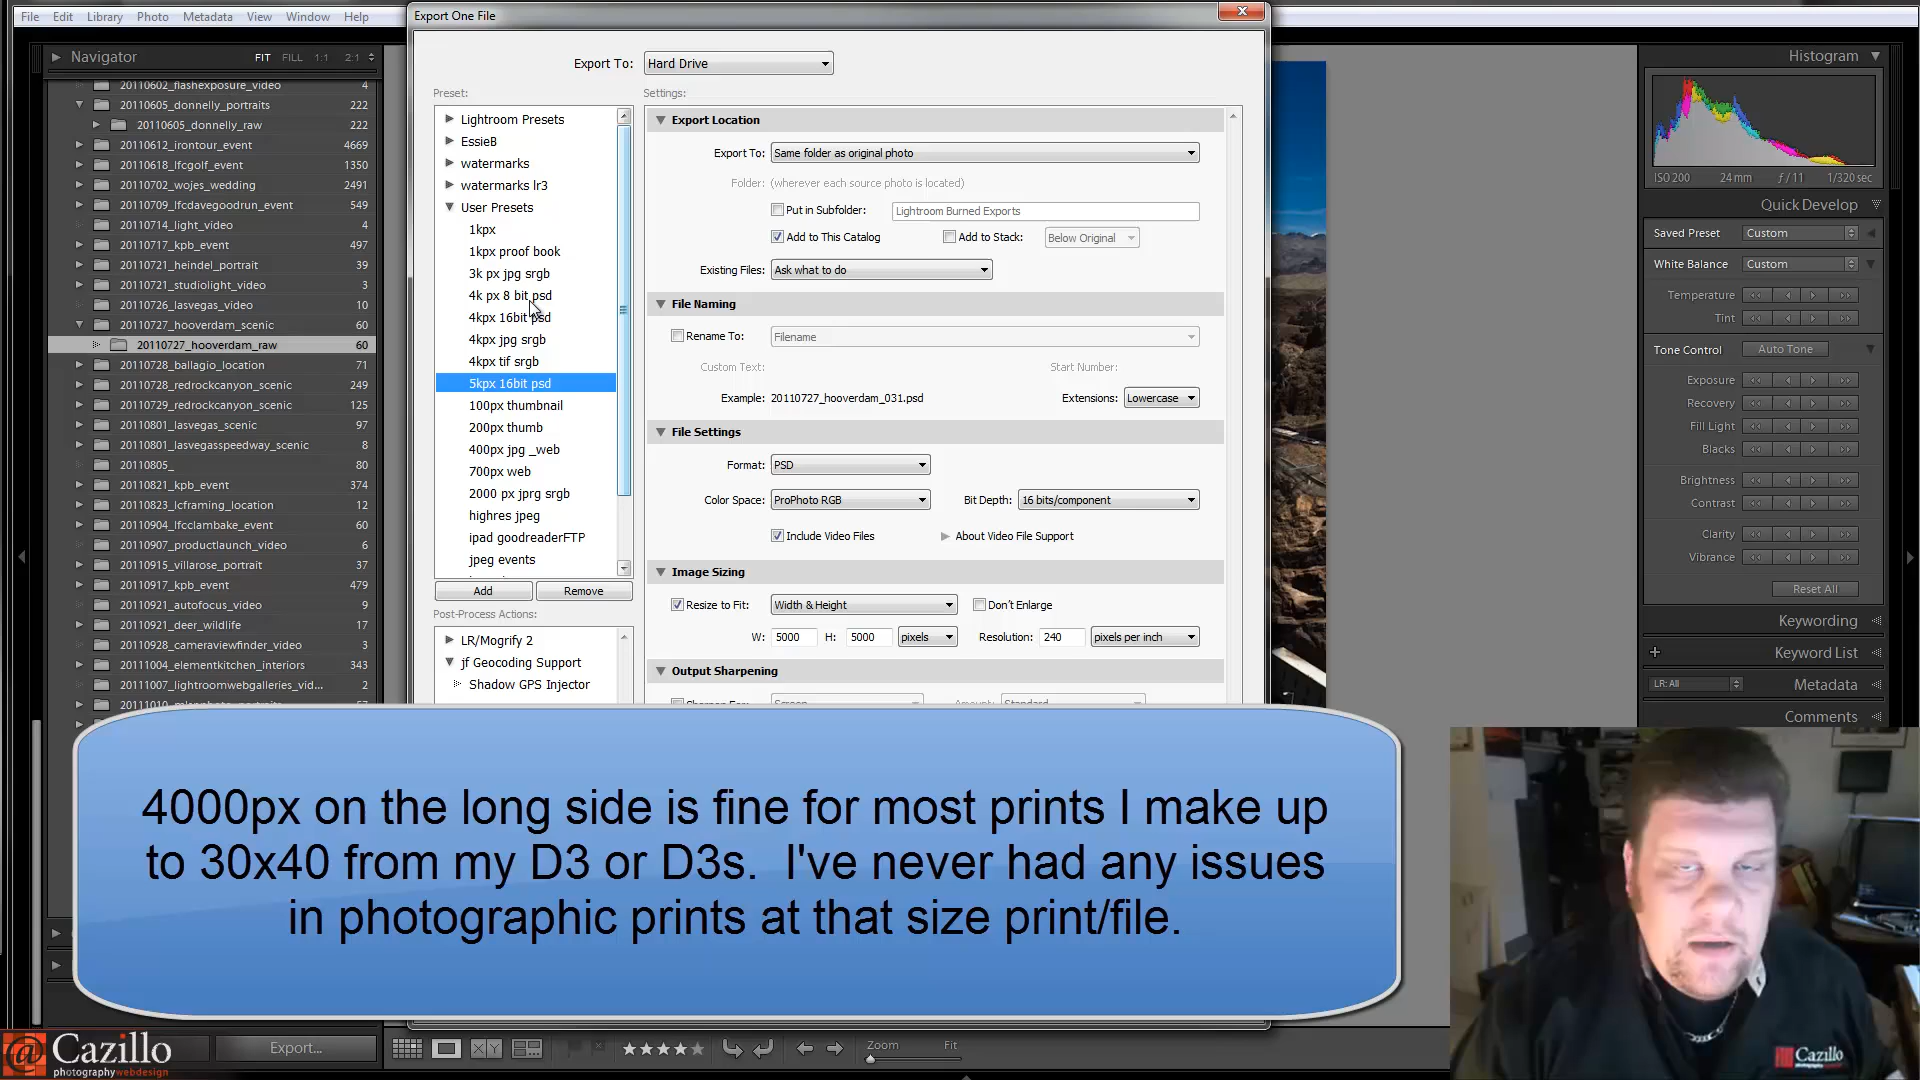 File Edit Library Photo Metadata View Window Help
Export One File
Navigator FIT FILL 1:1 2:1
20110602_flashexposure_video 4
20110605_donnelly_portraits 222
20110605_donnelly_raw 222
20110612_irontour_event 4669
20110618_lfcgolf_event 1350
20110702_wojes_wedding 2491
20110709_lfcdavegoodrun_event 549
20110714_light_video 4
20110717_kpb_event 497
20110721_heindel_portrait 39
20110721_studiolight_video 3
20110726_lasvegas_video 10
20110727_hooverdam_scenic 60
20110727_hooverdam_raw 60
20110728_ballagio_location 71
20110728_redrockcanyon_scenic 249
20110729_redrockcanyon_scenic 125
20110801_lasvegas_scenic 97
20110801_lasvegasspeedway_scenic 8
20110805_ 80
20110821_kpb_event 374
20110823_lcframing_location 12
20110904_lfcclambake_event 60
20110907_productlaunch_video 6
20110915_villarose_portrait 37
20110917_kpb_event 479
20110921_autofocus_video 9
20110921_deer_wildlife 17
20110928_cameraviewfinder_video 3
20111004_elementkitchen_interiors 343
20111007_lightroomwebgalleries_vid... 2
Export To: Hard Drive
Preset:
Lightroom Presets
EssieB
watermarks
watermarks lr3
User Presets
1kpx
1kpx proof book
3k px jpg srgb
4k px 8 bit psd
4kpx 16bit psd
4kpx jpg srgb
4kpx tif srgb
5kpx 16bit psd
100px thumbnail
200px thumb
400px jpg _web
700px web
2000 px jprg srgb
highres jpeg
ipad goodreaderFTP
jpeg events
Add Remove
Post-Process Actions:
LR/Mogrify 2
jf Geocoding Support
Shadow GPS Injector
Settings:
Export Location
Export To: Same folder as original photo
Folder: (wherever each source photo is located)
Put in Subfolder: Lightroom Burned Exports
Add to This Catalog Add to Stack: Below Original
Existing Files: Ask what to do
File Naming
Rename To: Filename
Custom Text: Start Number:
Example: 20110727_hooverdam_031.psd Extensions: Lowercase
File Settings
Format: PSD
Color Space: ProPhoto RGB Bit Depth: 16 bits/component
Include Video Files About Video File Support
Image Sizing
Resize to Fit: Width & Height Don't Enlarge
W: 5000 H: 5000 pixels Resolution: 240 pixels per inch
Output Sharpening
Histogram
ISO 200 24mm ƒ/11 1/320 sec
Quick Develop
Saved Preset Custom
White Balance Custom
Temperature
Tint
Tone Control Auto Tone
Exposure
Recovery
Fill Light
Blacks
Brightness
Contrast
Clarity
Vibrance
Reset All
Keywording
Keyword List
LR: All Metadata
Comments
4000px on the long side is fine for most prints I make up
to 30x40 from my D3 or D3s. I've never had any issues
in photographic prints at that size print/file.
@Cazillo
photographywebdesign
Export...
XY
Zoom Fit
Cazillo